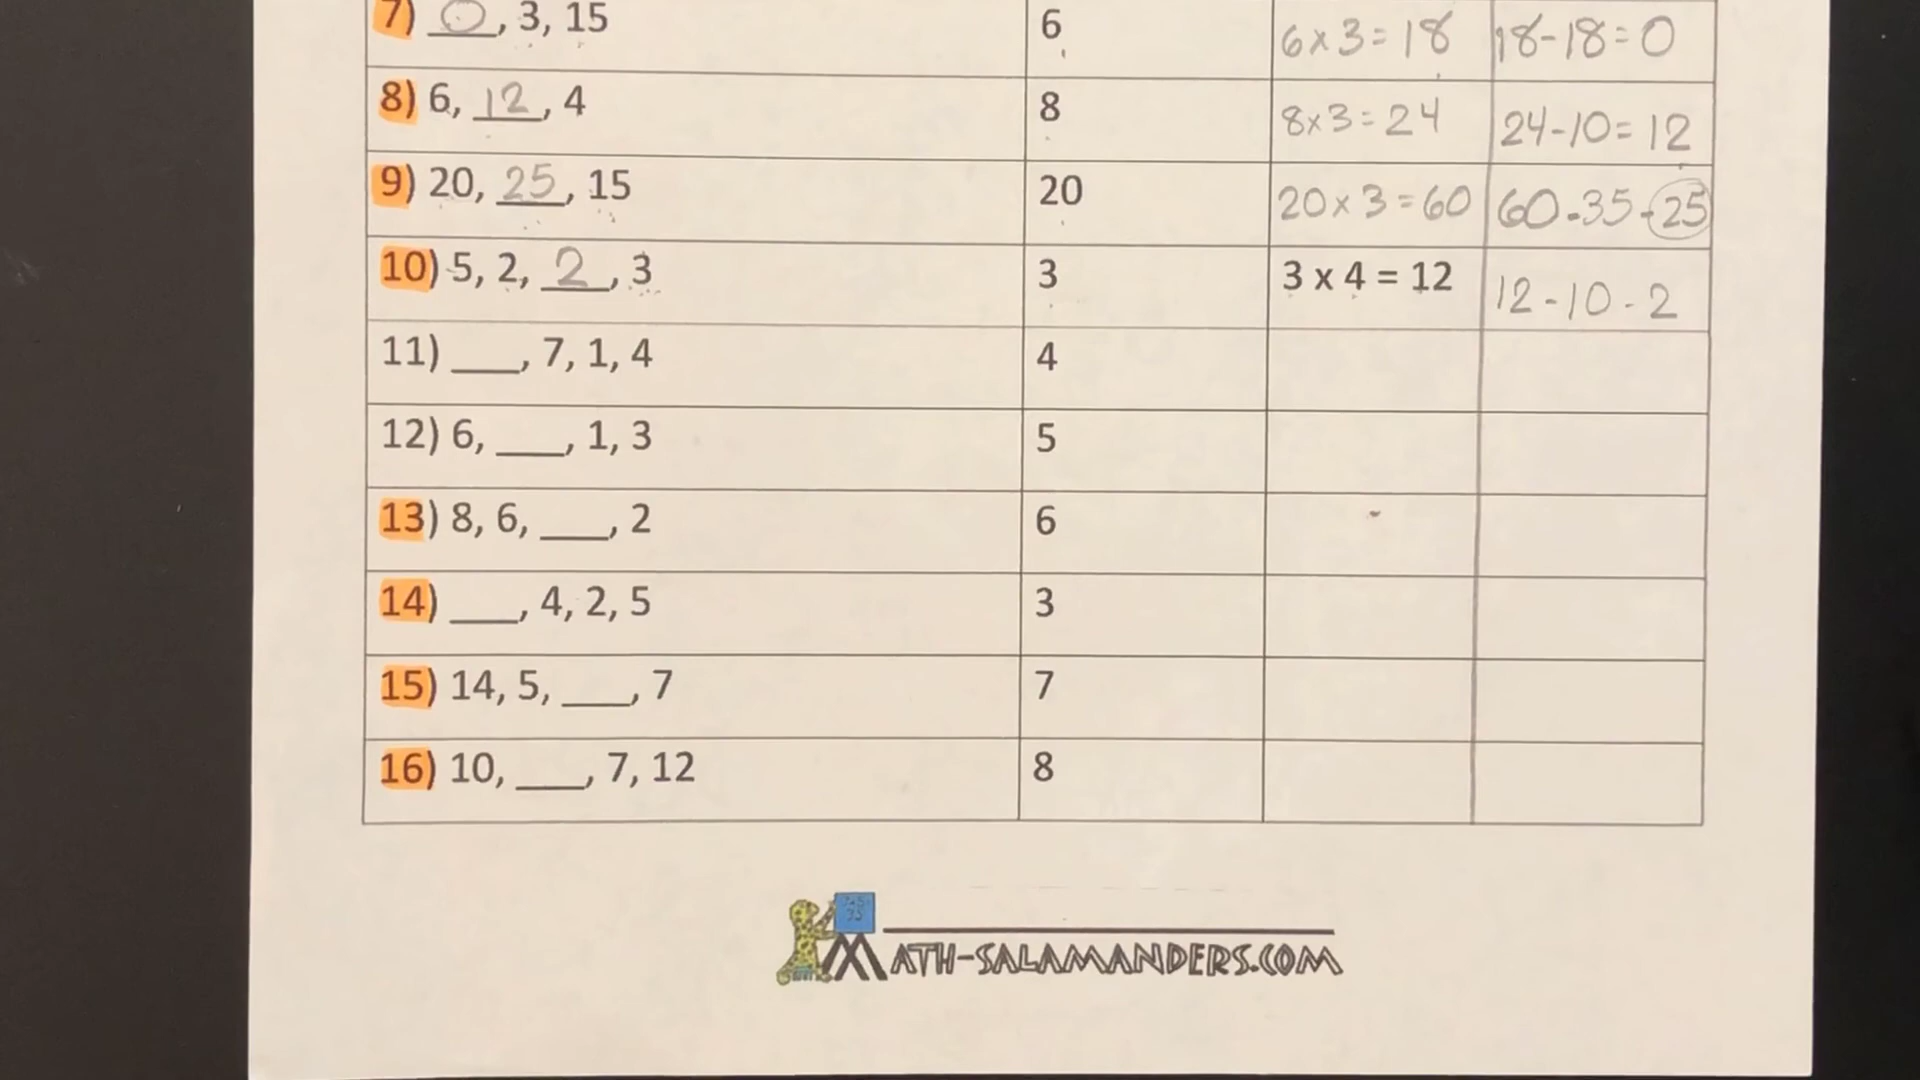 7) 0, 3, 15 6 6x3=18 18-18=0
8) 6, 12, 4 8 8x3=24 24-10=12
9) 20, 25, 15 20 20x3=60 60-35-25
10) 5, 2, 2, 3 3 3 x 4 = 12 12-10-2
11) ___, 7, 1, 4 4
12) 6, ___, 1, 3 5
13) 8, 6, ___, 2 6
14) ___, 4, 2, 5 3
15) 14, 5, ___, 7 7
16) 10, ___, 7, 12 8
MATH-SALAMANDERS.COM